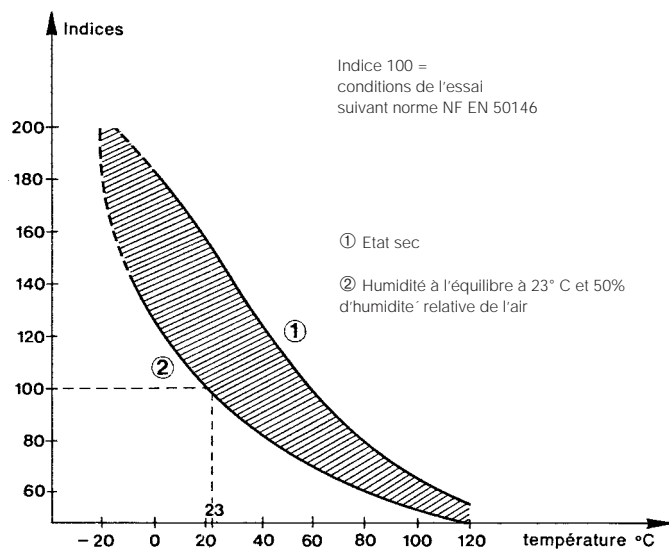 Indices
Indice 100 =
conditions de l'essai
suivant norme NF EN 50146
200
180
160
140
120
100
80
60
① Etat sec
② Humidité à l'équilibre à 23° C et 50%
d'humidite´ relative de l'air
①
②
23
– 20 0 20 40 60 80 100 120 température °C